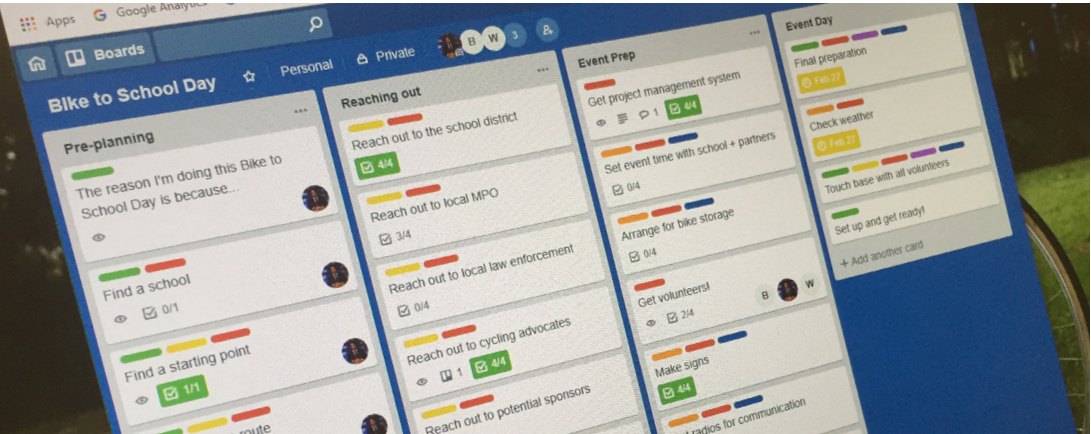 Apps
Google Analytics
Boards
Bike to School Day
Personal
Private
B
W
3
Pre-planning
The reason I'm doing this Bike to
School Day is because...
Find a school
0/1
Find a starting point
1/1
route
Reaching out
Reach out to the school district
4/4
Reach out to local MPO
3/4
Reach out to local law enforcement
0/4
Reach out to cycling advocates
1
4/4
Reach out to potential sponsors
Event Prep
Get project management system
1
4/4
Set event time with school + partners
0/4
Arrange for bike storage
0/4
Get volunteers!
2/4
B
W
Make signs
4/4
radios for communication
Event Day
Final preparation
Feb 27
Check weather
Feb 27
Touch base with all volunteers
Set up and get ready!
+ Add another card